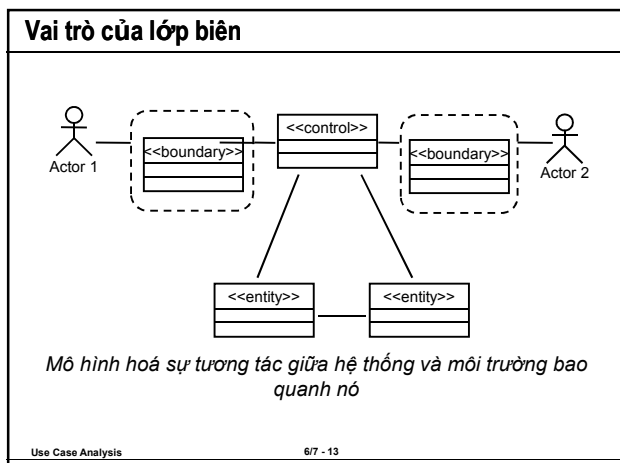 Vai trò của lớp biên
<<control>>
<<boundary>>
<<boundary>>
Actor 1
Actor 2
<<entity>>
<<entity>>
Mô hình hoá sự tương tác giữa hệ thống và môi trường bao
quanh nó
Use Case Analysis
6/7 - 13